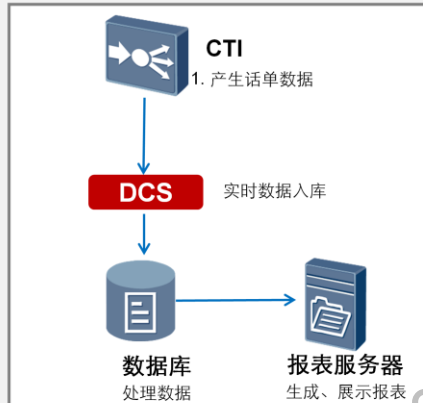 CTI
1. 产生话单数据
DCS
实时数据入库
数据库
处理数据
报表服务器
生成、展示报表